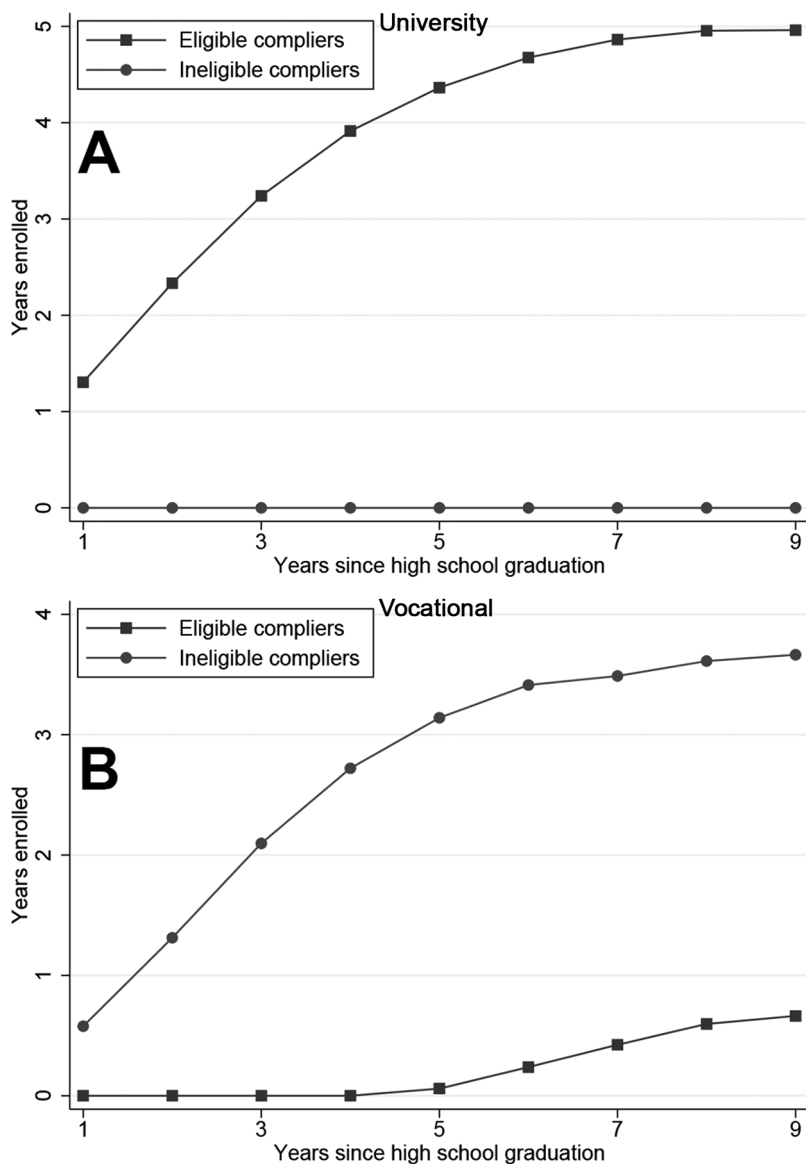 University
Eligible compliers
Ineligible compliers
A
Years enrolled
5
4
3
2
1
0
1 3 5 7 9
Years since high school graduation
Vocational
Eligible compliers
Ineligible compliers
B
Years enrolled
4
3
2
1
0
1 3 5 7 9
Years since high school graduation